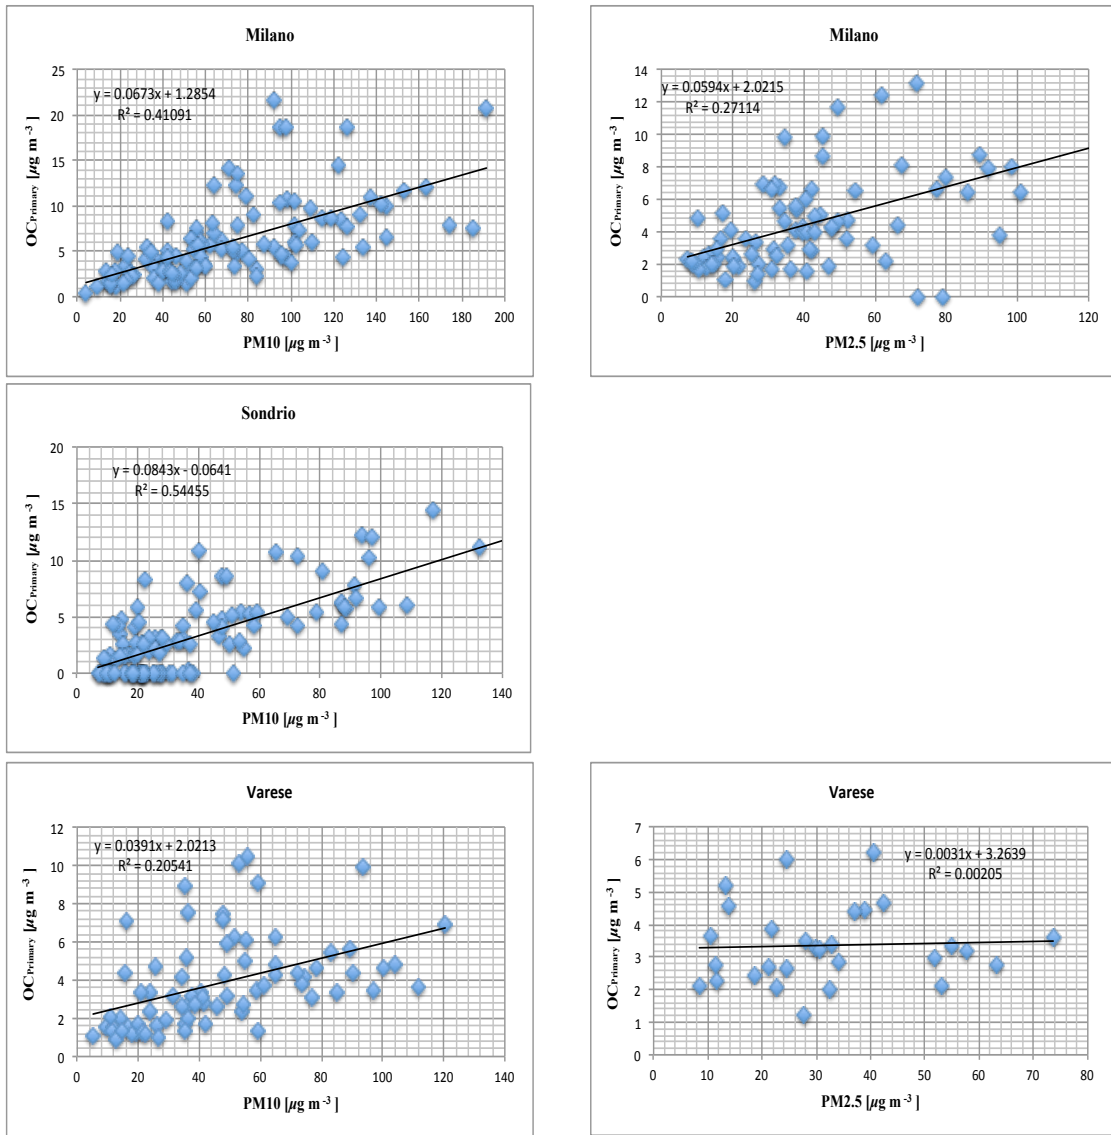 Milano
25
20
15
10
5
0
y = 0.0673x + 1.2854
R² = 0.41091
0 20 40 60 80 100 120 140 160 180 200
OCPrimary [µg m⁻³ ]
PM10 [µg m⁻³ ]
Milano
14
12
10
8
6
4
2
0
y = 0.0594x + 2.0215
R² = 0.27114
0 20 40 60 80 100 120
OCPrimary [µg m⁻³ ]
PM2.5 [µg m⁻³ ]
Sondrio
20
15
10
5
0
y = 0.0843x - 0.0641
R² = 0.54455
0 20 40 60 80 100 120 140
OCPrimary [µg m⁻³ ]
PM10 [µg m⁻³ ]
Varese
12
10
8
6
4
2
0
y = 0.0391x + 2.0213
R² = 0.20541
0 20 40 60 80 100 120 140
OCPrimary [µg m⁻³ ]
PM10 [µg m⁻³ ]
Varese
7
6
5
4
3
2
1
0
y = 0.0031x + 3.2639
R² = 0.00205
0 10 20 30 40 50 60 70 80
OCPrimary [µg m⁻³ ]
PM2.5 [µg m⁻³ ]